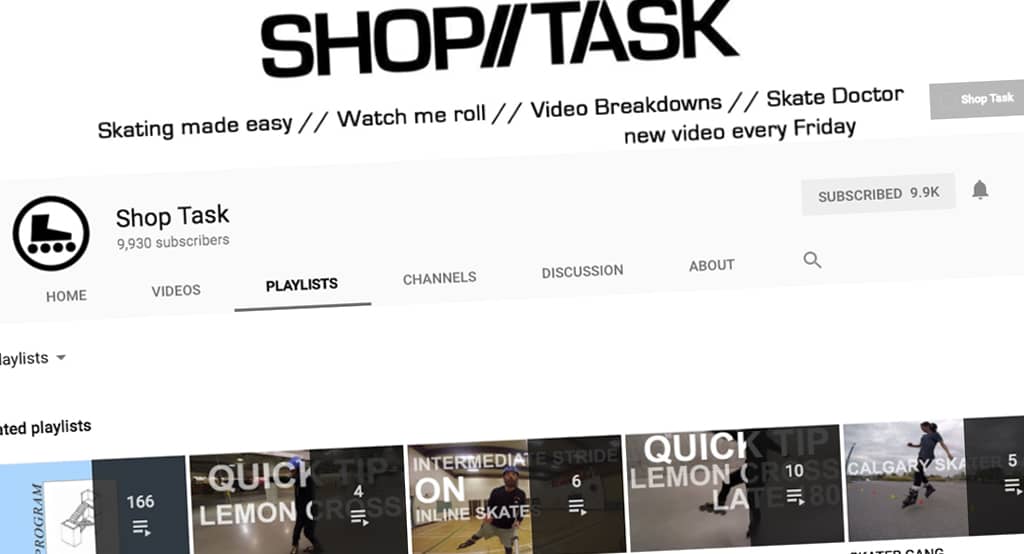 SHOP//TASK
Skating made easy // Watch me roll // Video Breakdowns // Skate Doctor
new video every Friday
Shop Task
Shop Task
9,930 subscribers
SUBSCRIBED 9.9K
HOME VIDEOS PLAYLISTS CHANNELS DISCUSSION ABOUT
laylists
ated playlists
PROGRAM
166
QUICK TIP
LEMON CROSS
4
INTERMEDIATE STRIDE
ON
INLINE SKATES
6
QUICK TIP
LEMON CROSS
LATE 180
10
CALGARY SKATER
5
SKATER GANG